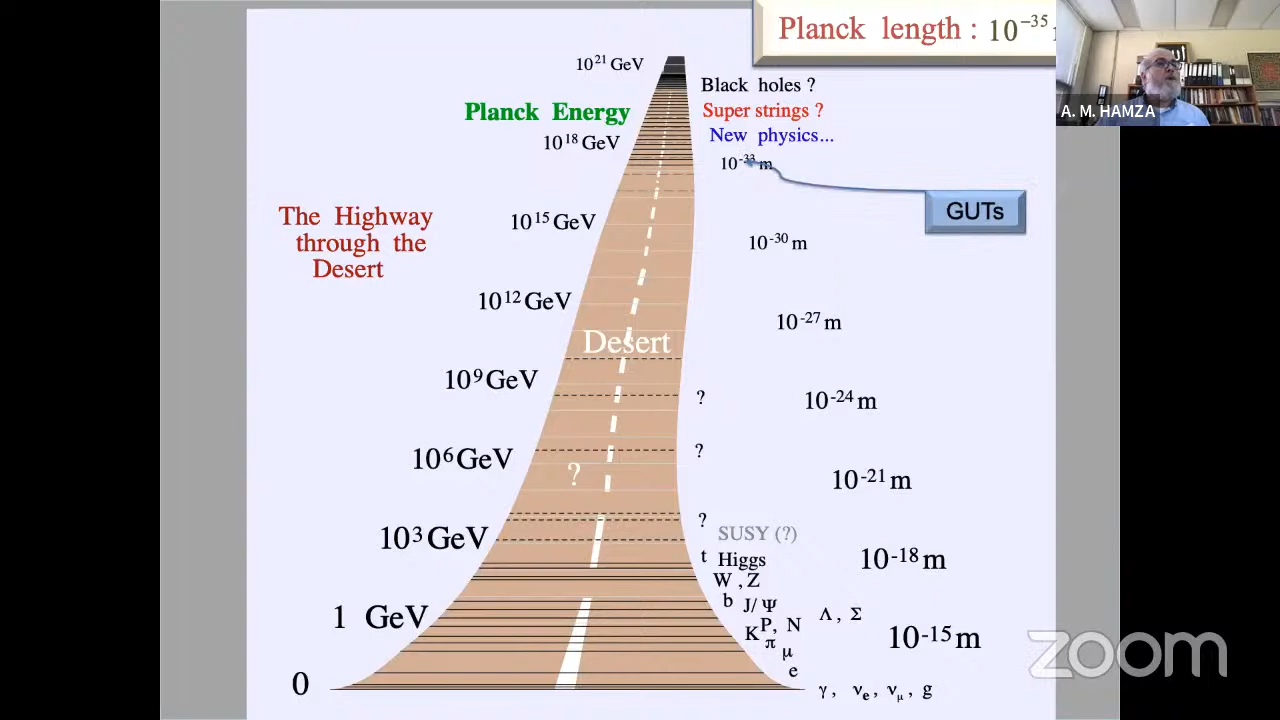 Planck length : 10⁻³⁵
10²¹ GeV
Black holes ?
Planck Energy
Super strings ?
A. M. HAMZA
10¹⁸ GeV
New physics...
10⁻³³ m
GUTs
The Highway
through the
Desert
10¹⁵ GeV
10⁻³⁰ m
10¹² GeV
10⁻²⁷ m
Desert
10⁹ GeV
?
10⁻²⁴ m
10⁶ GeV
?
?
10⁻²¹ m
10³ GeV
?
SUSY (?)
t Higgs
10⁻¹⁸ m
W , Z
b J/Ψ
1 GeV
Λ , Σ
K P, N
π
10⁻¹⁵ m
μ
e
0
γ , νₑ , ν_μ , g
zoom